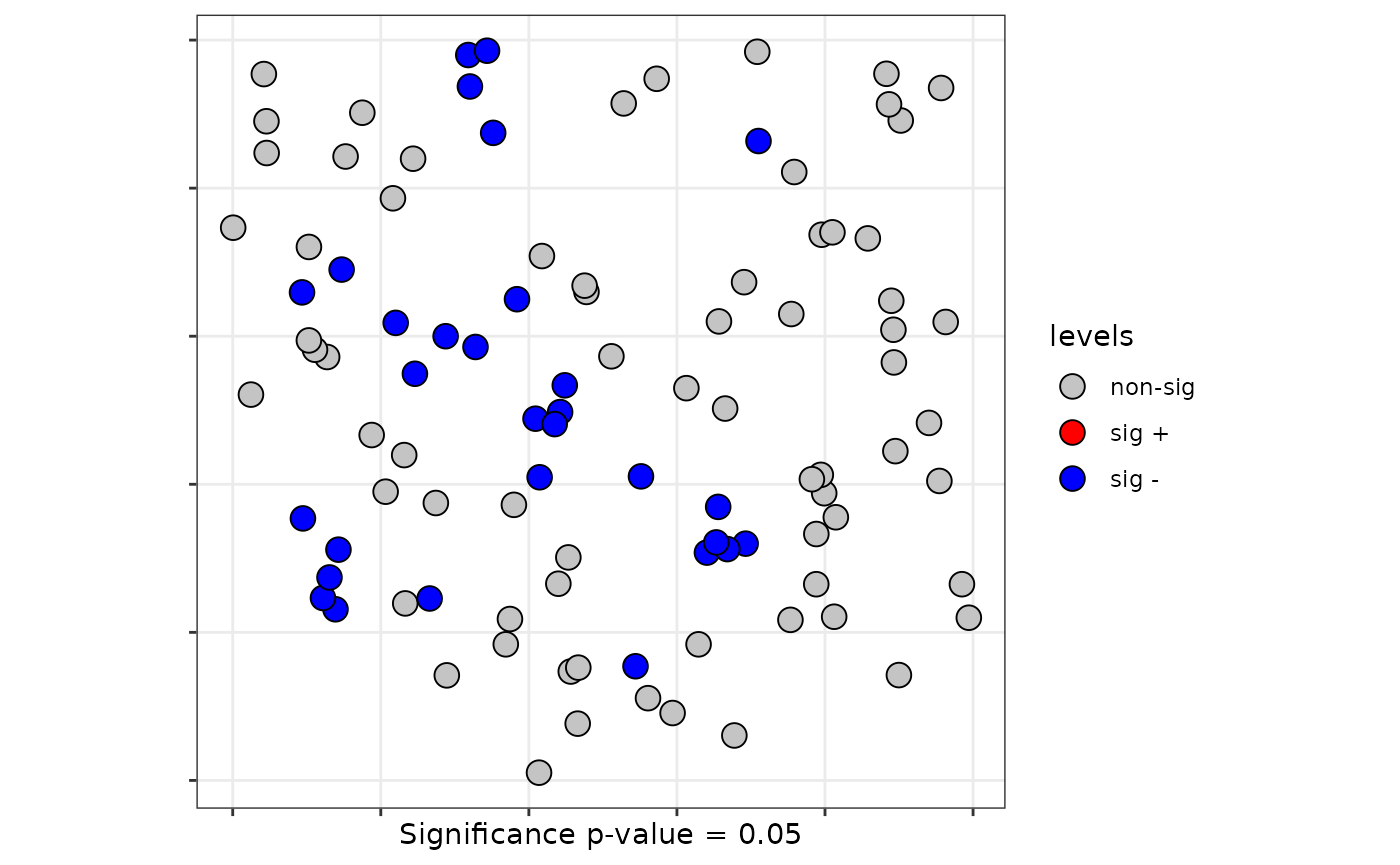 levels
non-sig
sig +
sig -
Significance p-value = 0.05